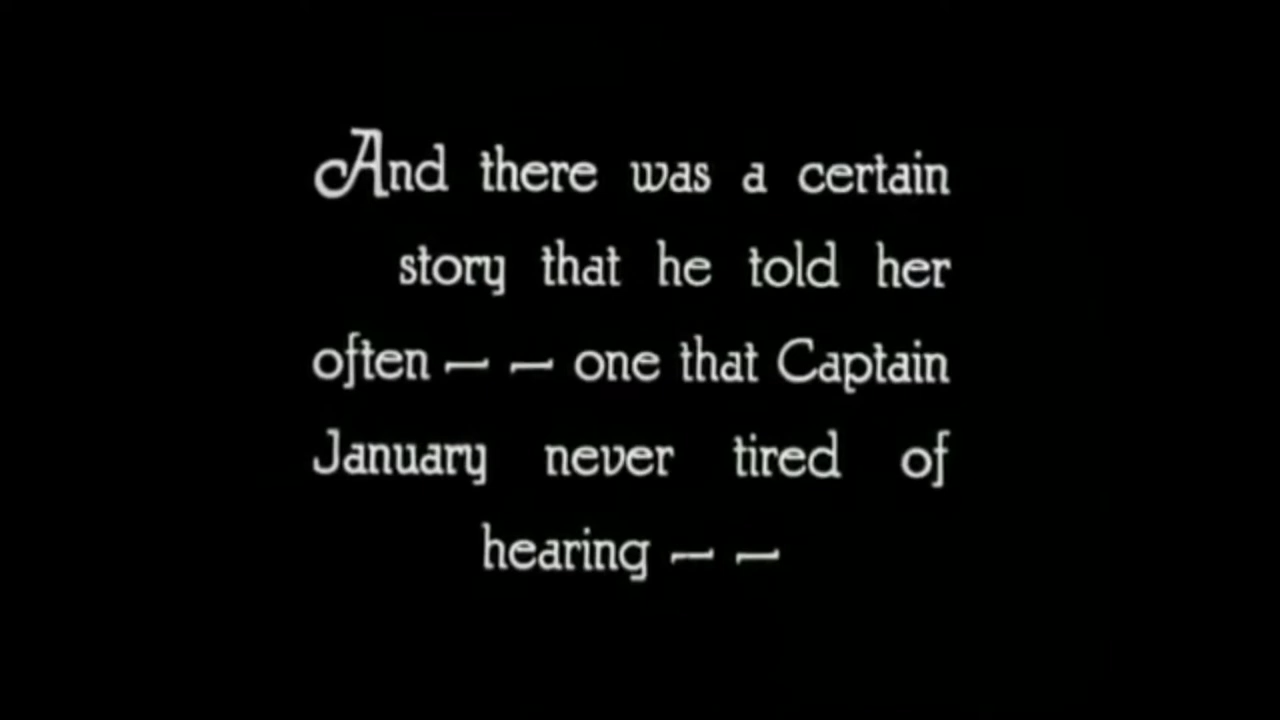 And there was a certain
story that he told her
often — — one that Captain
January never tired of
hearing — —